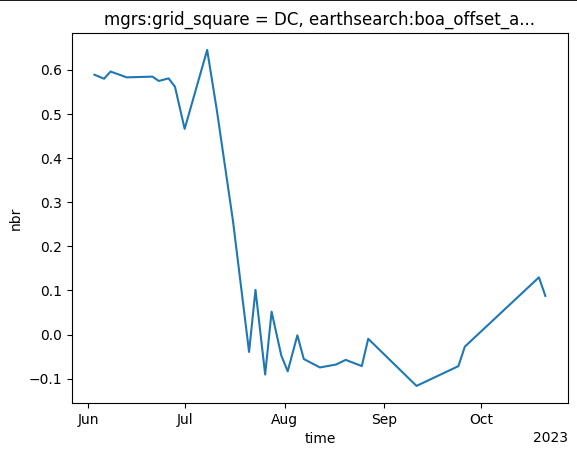 mgrs:grid_square = DC, earthsearch:boa_offset_a...
0.6
0.5
0.4
0.3
0.2
0.1
0.0
−0.1
nbr
Jun Jul Aug Sep Oct
time
2023